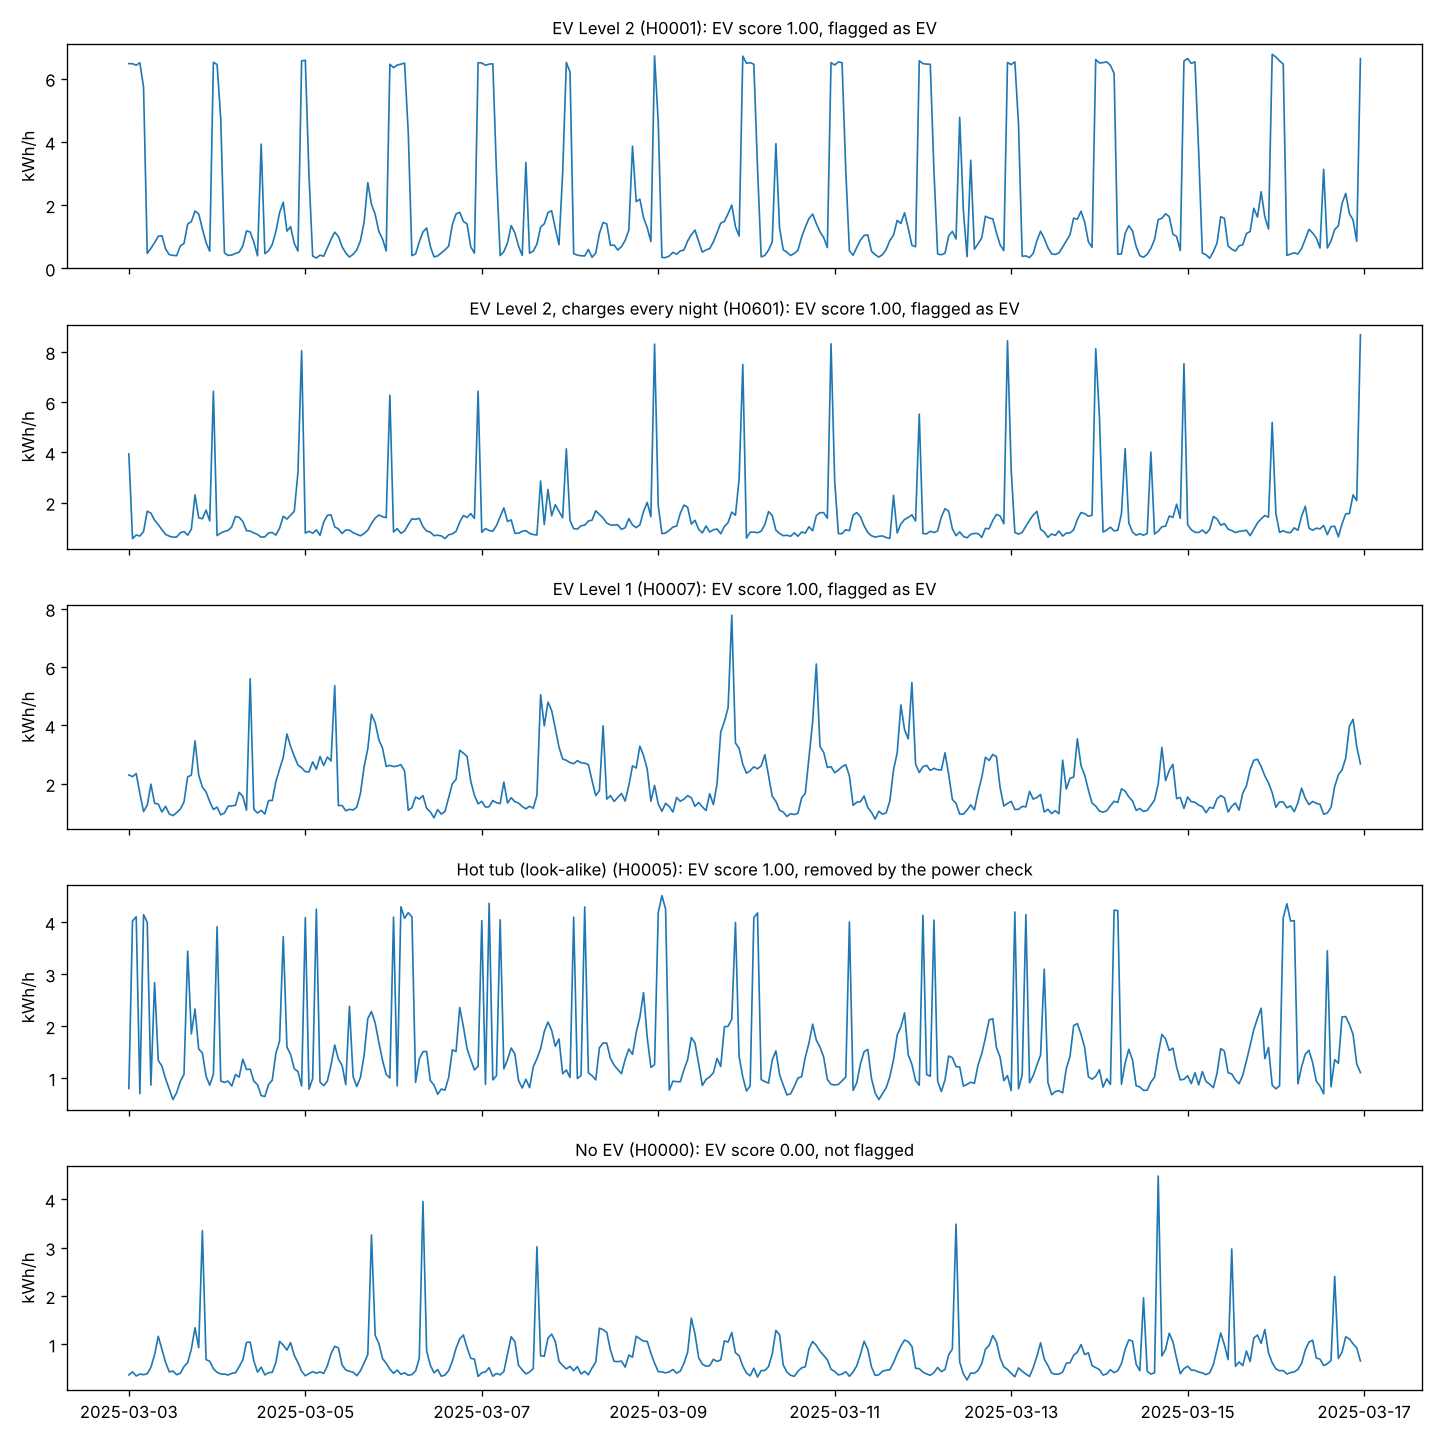 EV Level 2 (H0001): EV score 1.00, flagged as EV
6
4
2
0
kWh/h
EV Level 2, charges every night (H0601): EV score 1.00, flagged as EV
8
6
4
2
kWh/h
EV Level 1 (H0007): EV score 1.00, flagged as EV
8
6
4
2
kWh/h
Hot tub (look-alike) (H0005): EV score 1.00, removed by the power check
4
3
2
1
kWh/h
No EV (H0000): EV score 0.00, not flagged
4
3
2
1
kWh/h
2025-03-03 2025-03-05 2025-03-07 2025-03-09 2025-03-11 2025-03-13 2025-03-15 2025-03-17